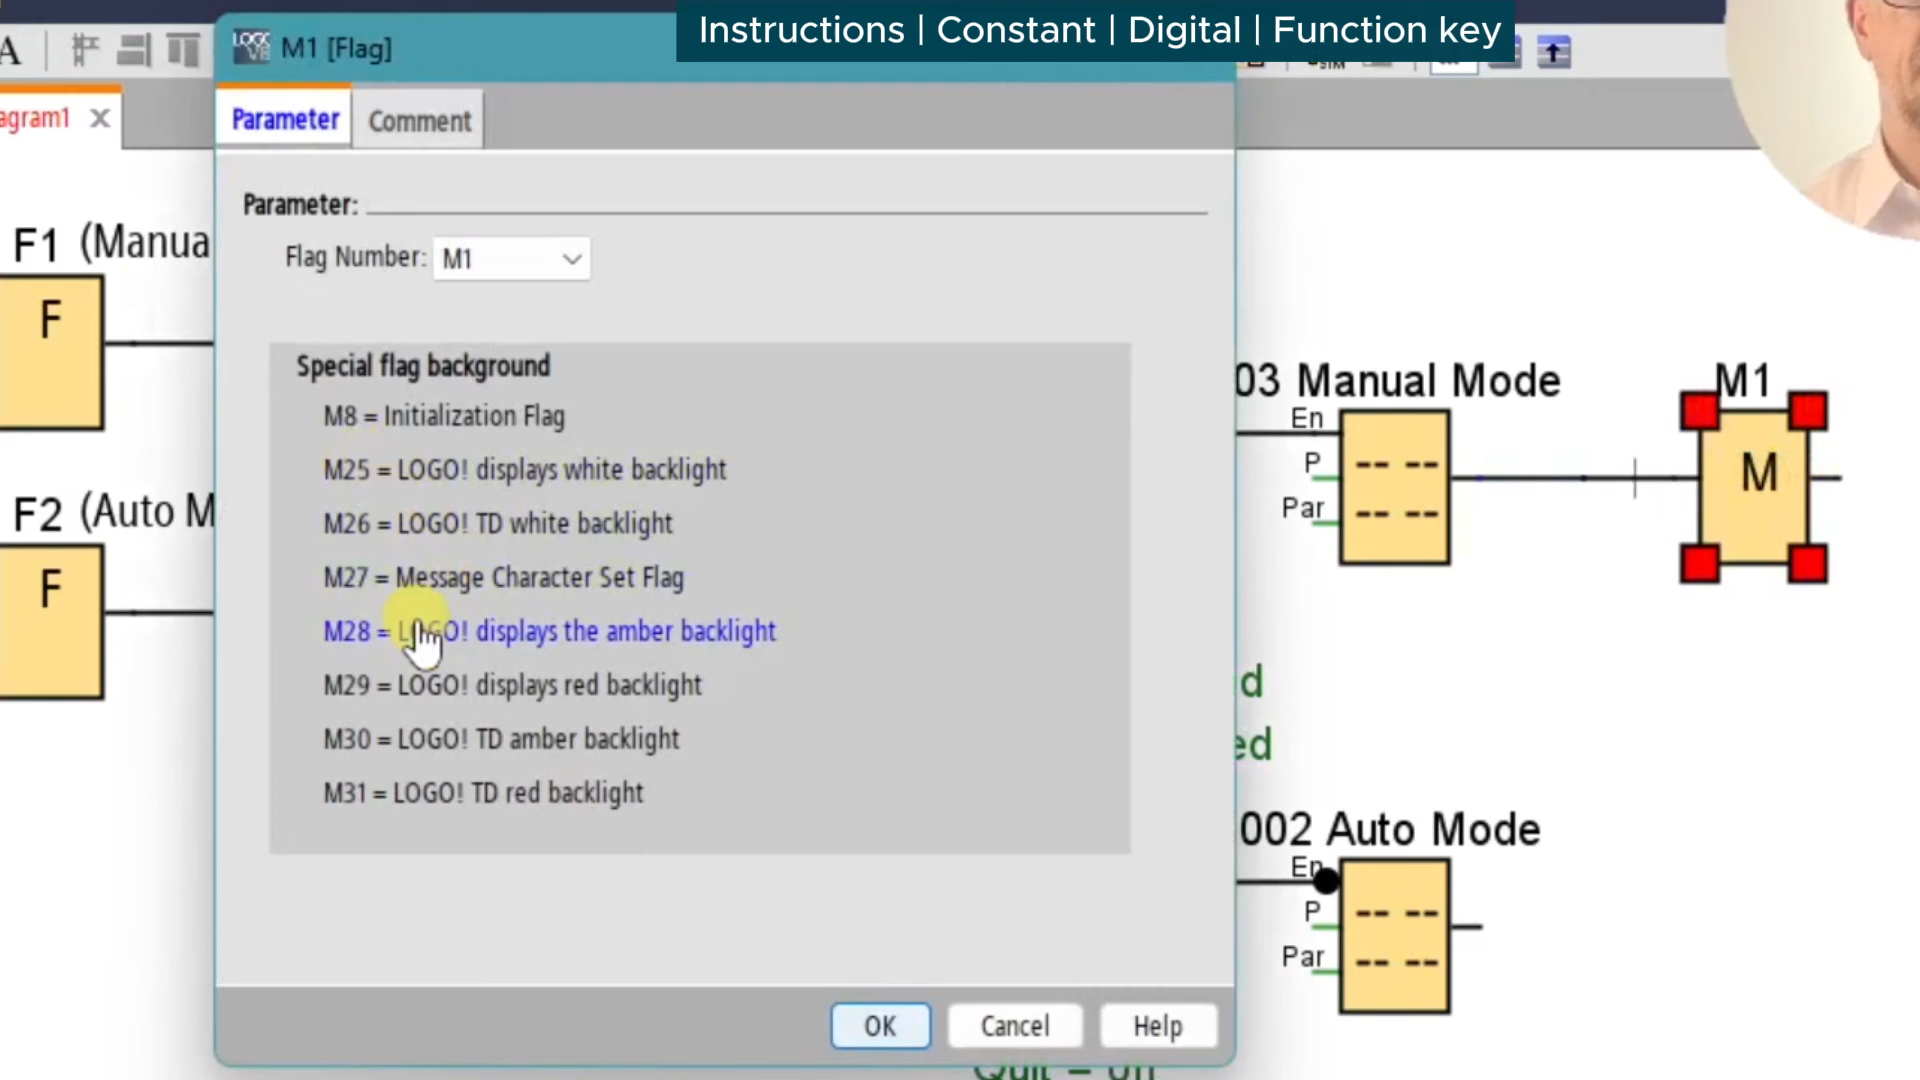 Instructions | Constant | Digital | Function key
A
M1 [Flag]
agram1 X
Parameter
Comment
Parameter:
Flag Number: M1
Special flag background
M8 = Initialization Flag
M25 = LOGO! displays white backlight
M26 = LOGO! TD white backlight
M27 = Message Character Set Flag
M28 = LOGO! displays the amber backlight
M29 = LOGO! displays red backlight
M30 = LOGO! TD amber backlight
M31 = LOGO! TD red backlight
OK
Cancel
Help
F1 (Manua
F
F2 (Auto M
F
03 Manual Mode
En
P
Par
M1
M
d
ed
002 Auto Mode
En
P
Par